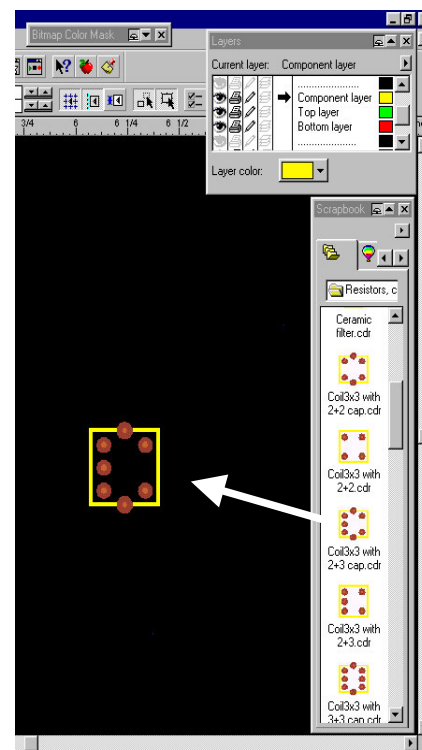 Bitmap Color Mask
Layers
Current layer: Component layer
Component layer
Top layer
Bottom layer
Layer color:
3/4 6 6 1/4 6 1/2
Scrapbook
Resistors, c
Ceramic
filter.cdr
Coil3x3 with
2+2 cap.cdr
Coil3x3 with
2+2.cdr
Coil3x3 with
2+3 cap.cdr
Coil3x3 with
2+3.cdr
Coil3x3 with
3+3 cap.cdr